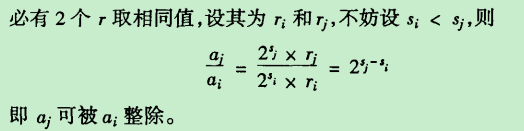 必有 2 个 r 取相同值,设其为 r_i 和 r_j,不妨设 s_i < s_j,则
\frac{a_j}{a_i} = \frac{2^{s_j} × r_j}{2^{s_i} × r_i} = 2^{s_j - s_i}
即 a_j 可被 a_i 整除。